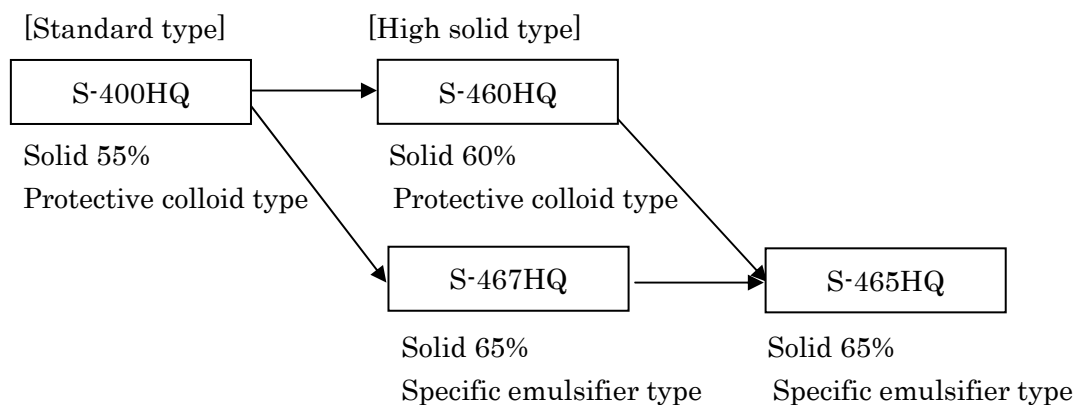 [Standard type]
[High solid type]
S-400HQ
S-460HQ
Solid 55%
Protective colloid type
Solid 60%
Protective colloid type
S-467HQ
S-465HQ
Solid 65%
Specific emulsifier type
Solid 65%
Specific emulsifier type